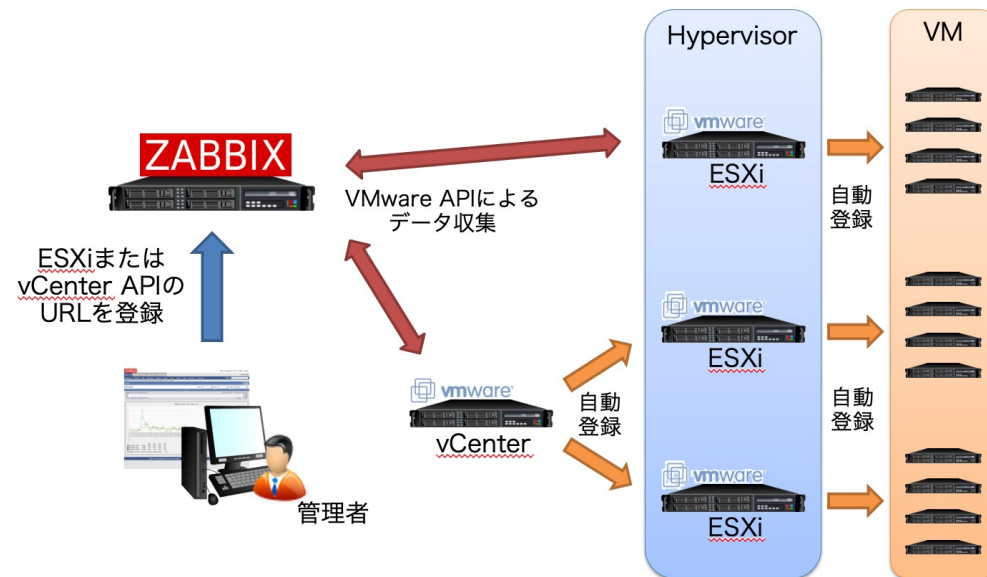 Hypervisor
VM
ZABBIX
vmware
ESXi
VMware APIによる
データ収集
自動
登録
ESXiまたは
vCenter APIの
URLを登録
vmware
ESXi
vmware
vCenter
自動
登録
自動
登録
vmware
ESXi
管理者